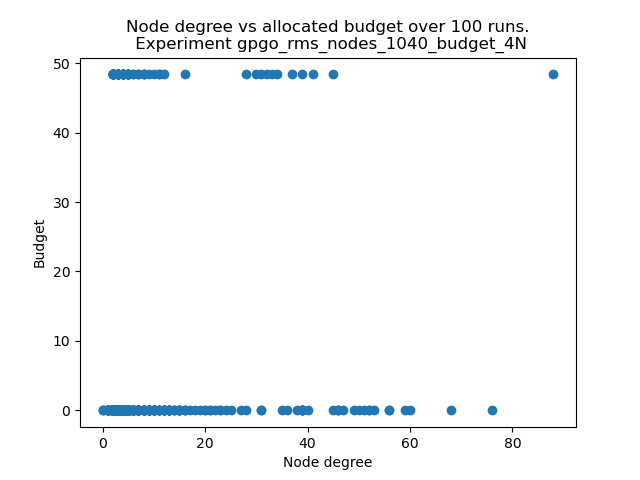 Node degree vs allocated budget over 100 runs.
Experiment gpgo_rms_nodes_1040_budget_4N
50
40
30
20
10
0
Budget
0 20 40 60 80
Node degree